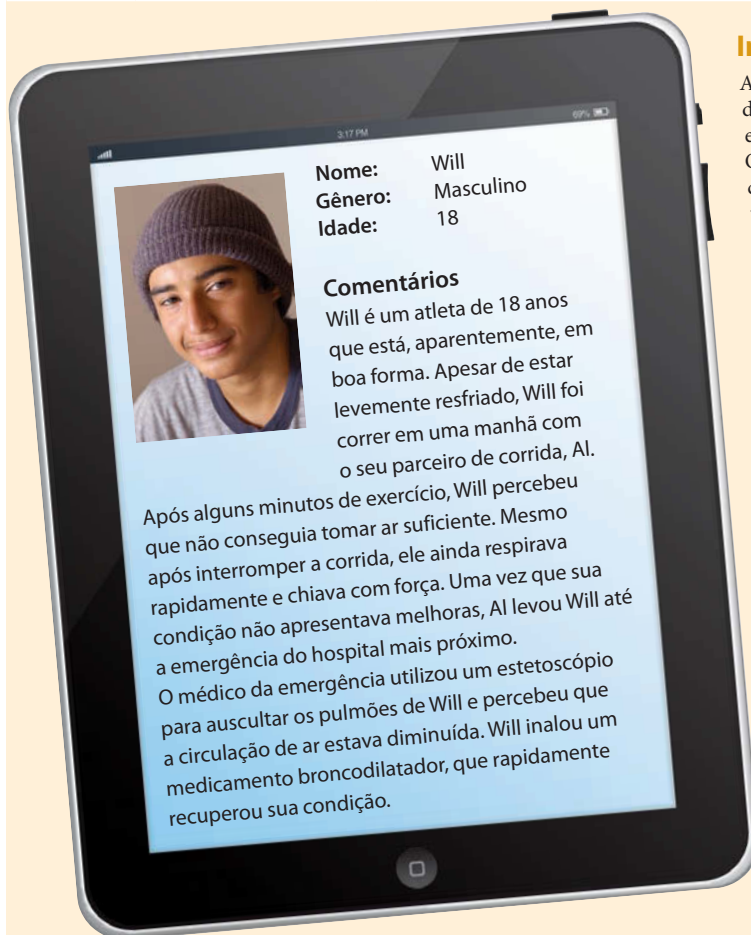 3:17 PM
69%
Nome: Will
Gênero: Masculino
Idade: 18
Comentários
Will é um atleta de 18 anos
que está, aparentemente, em
boa forma. Apesar de estar
levemente resfriado, Will foi
correr em uma manhã com
o seu parceiro de corrida, Al.
Após alguns minutos de exercício, Will percebeu
que não conseguia tomar ar suficiente. Mesmo
após interromper a corrida, ele ainda respirava
rapidamente e chiava com força. Uma vez que sua
condição não apresentava melhoras, Al levou Will até
a emergência do hospital mais próximo.
O médico da emergência utilizou um estetoscópio
para auscultar os pulmões de Will e percebeu que
a circulação de ar estava diminuída. Will inalou um
medicamento broncodilatador, que rapidamente
recuperou sua condição.